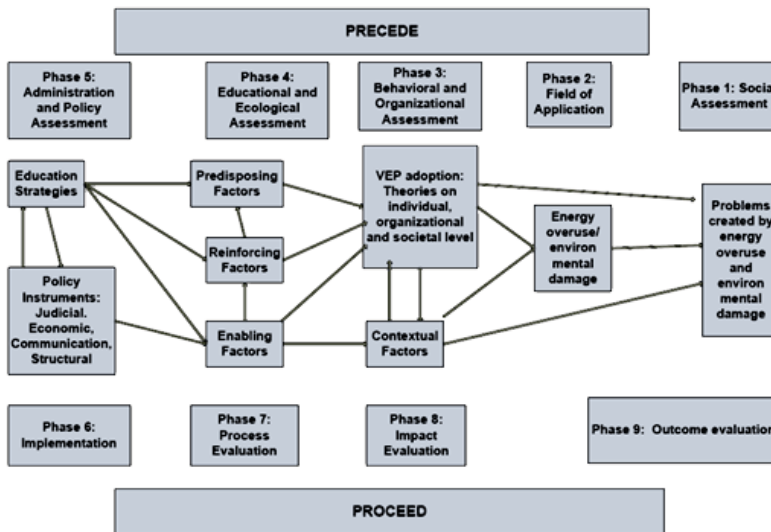 PRECEDE
Phase 5:
Administration
and Policy
Assessment
Phase 4:
Educational and
Ecological
Assessment
Phase 3:
Behavioral and
Organizational
Assessment
Phase 2:
Field of
Application
Phase 1: Social
Assessment
Education
Strategies
Predisposing
Factors
VEP adoption:
Theories on
individual,
organizational
and societal
level
Reinforcing
Factors
Energy
overuse/
environ
mental
damage
Problems
created by
energy
overuse
and
environ
mental
damage
Policy
Instruments:
Judicial.
Economic,
Communication,
Structural
Enabling
Factors
Contextual
Factors
Phase 6:
Implementation
Phase 7:
Process
Evaluation
Phase 8:
Impact
Evaluation
Phase 9:  Outcome evaluation
PROCEED